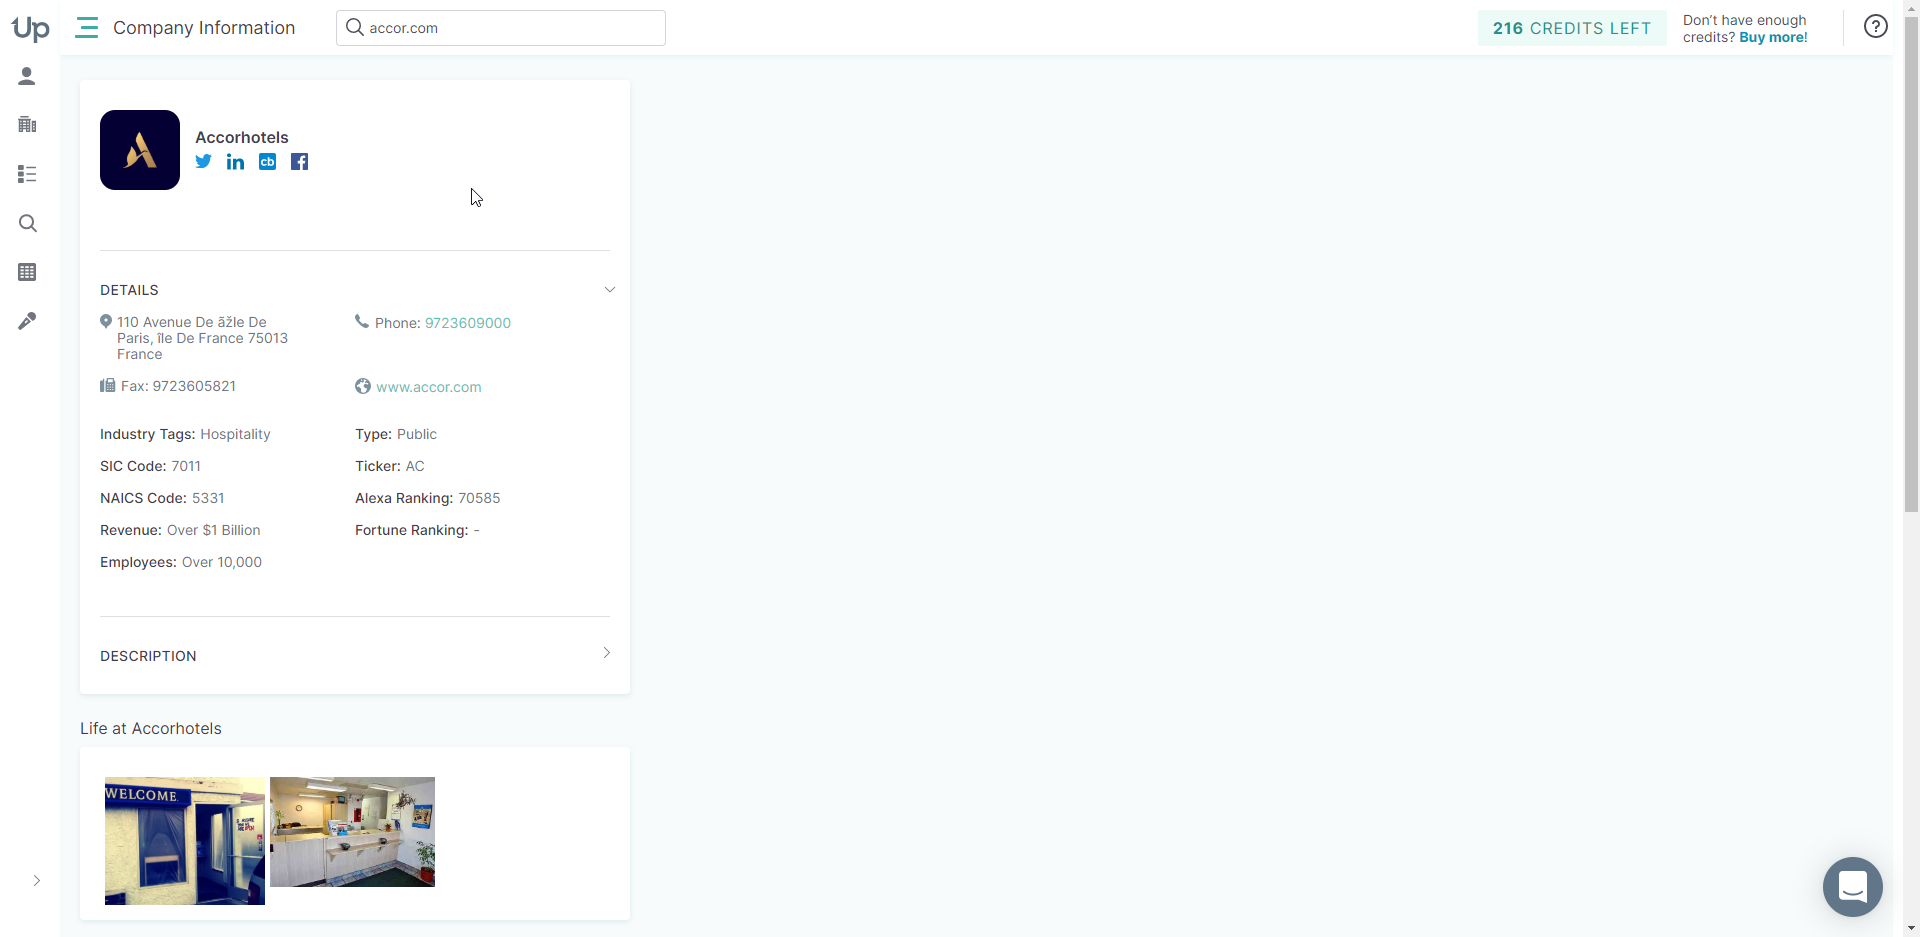 Up
Company Information
accor.com
216 CREDITS LEFT
Don't have enough
credits? Buy more!
Accorhotels
DETAILS
110 Avenue De ãžle De
Paris, île De France 75013
France
Phone: 9723609000
Fax: 9723605821
www.accor.com
Industry Tags: Hospitality
Type: Public
SIC Code: 7011
Ticker: AC
NAICS Code: 5331
Alexa Ranking: 70585
Revenue: Over $1 Billion
Fortune Ranking: -
Employees: Over 10,000
DESCRIPTION
Life at Accorhotels
WELCOME